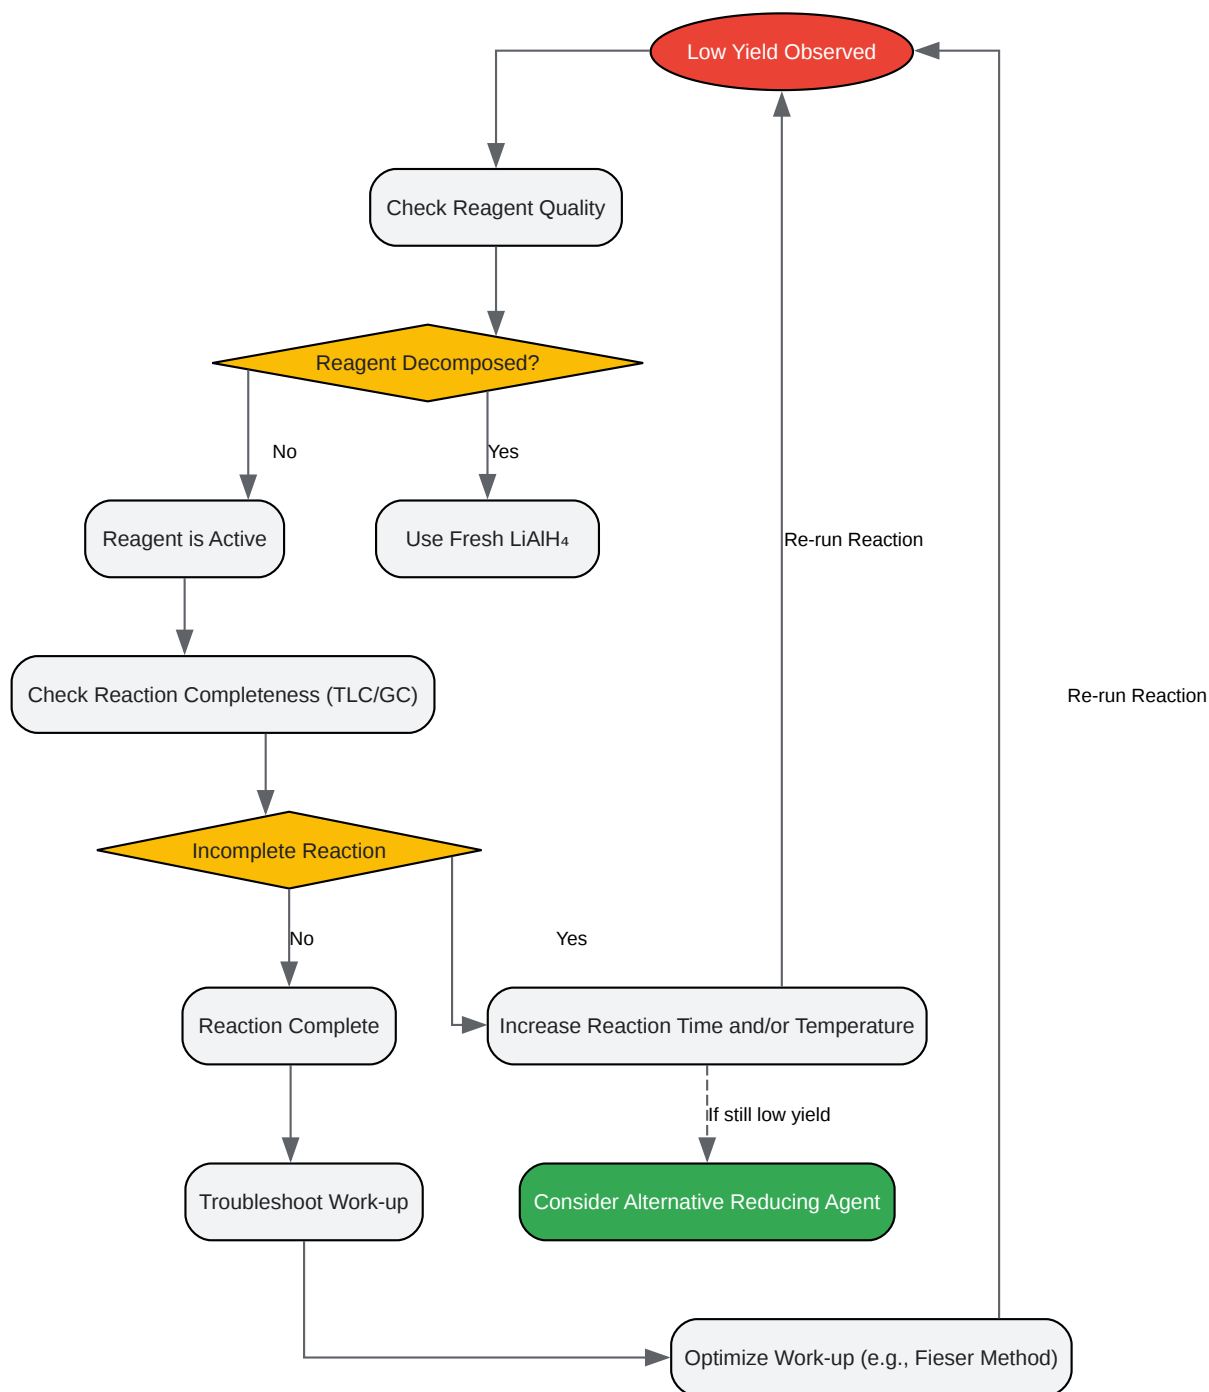 Low Yield Observed
Check Reagent Quality
Reagent Decomposed?
No
Yes
Reagent is Active
Use Fresh LiAlH₄
Re-run Reaction
Check Reaction Completeness (TLC/GC)
Re-run Reaction
Incomplete Reaction
No
Yes
Reaction Complete
Increase Reaction Time and/or Temperature
If still low yield
Troubleshoot Work-up
Consider Alternative Reducing Agent
Optimize Work-up (e.g., Fieser Method)